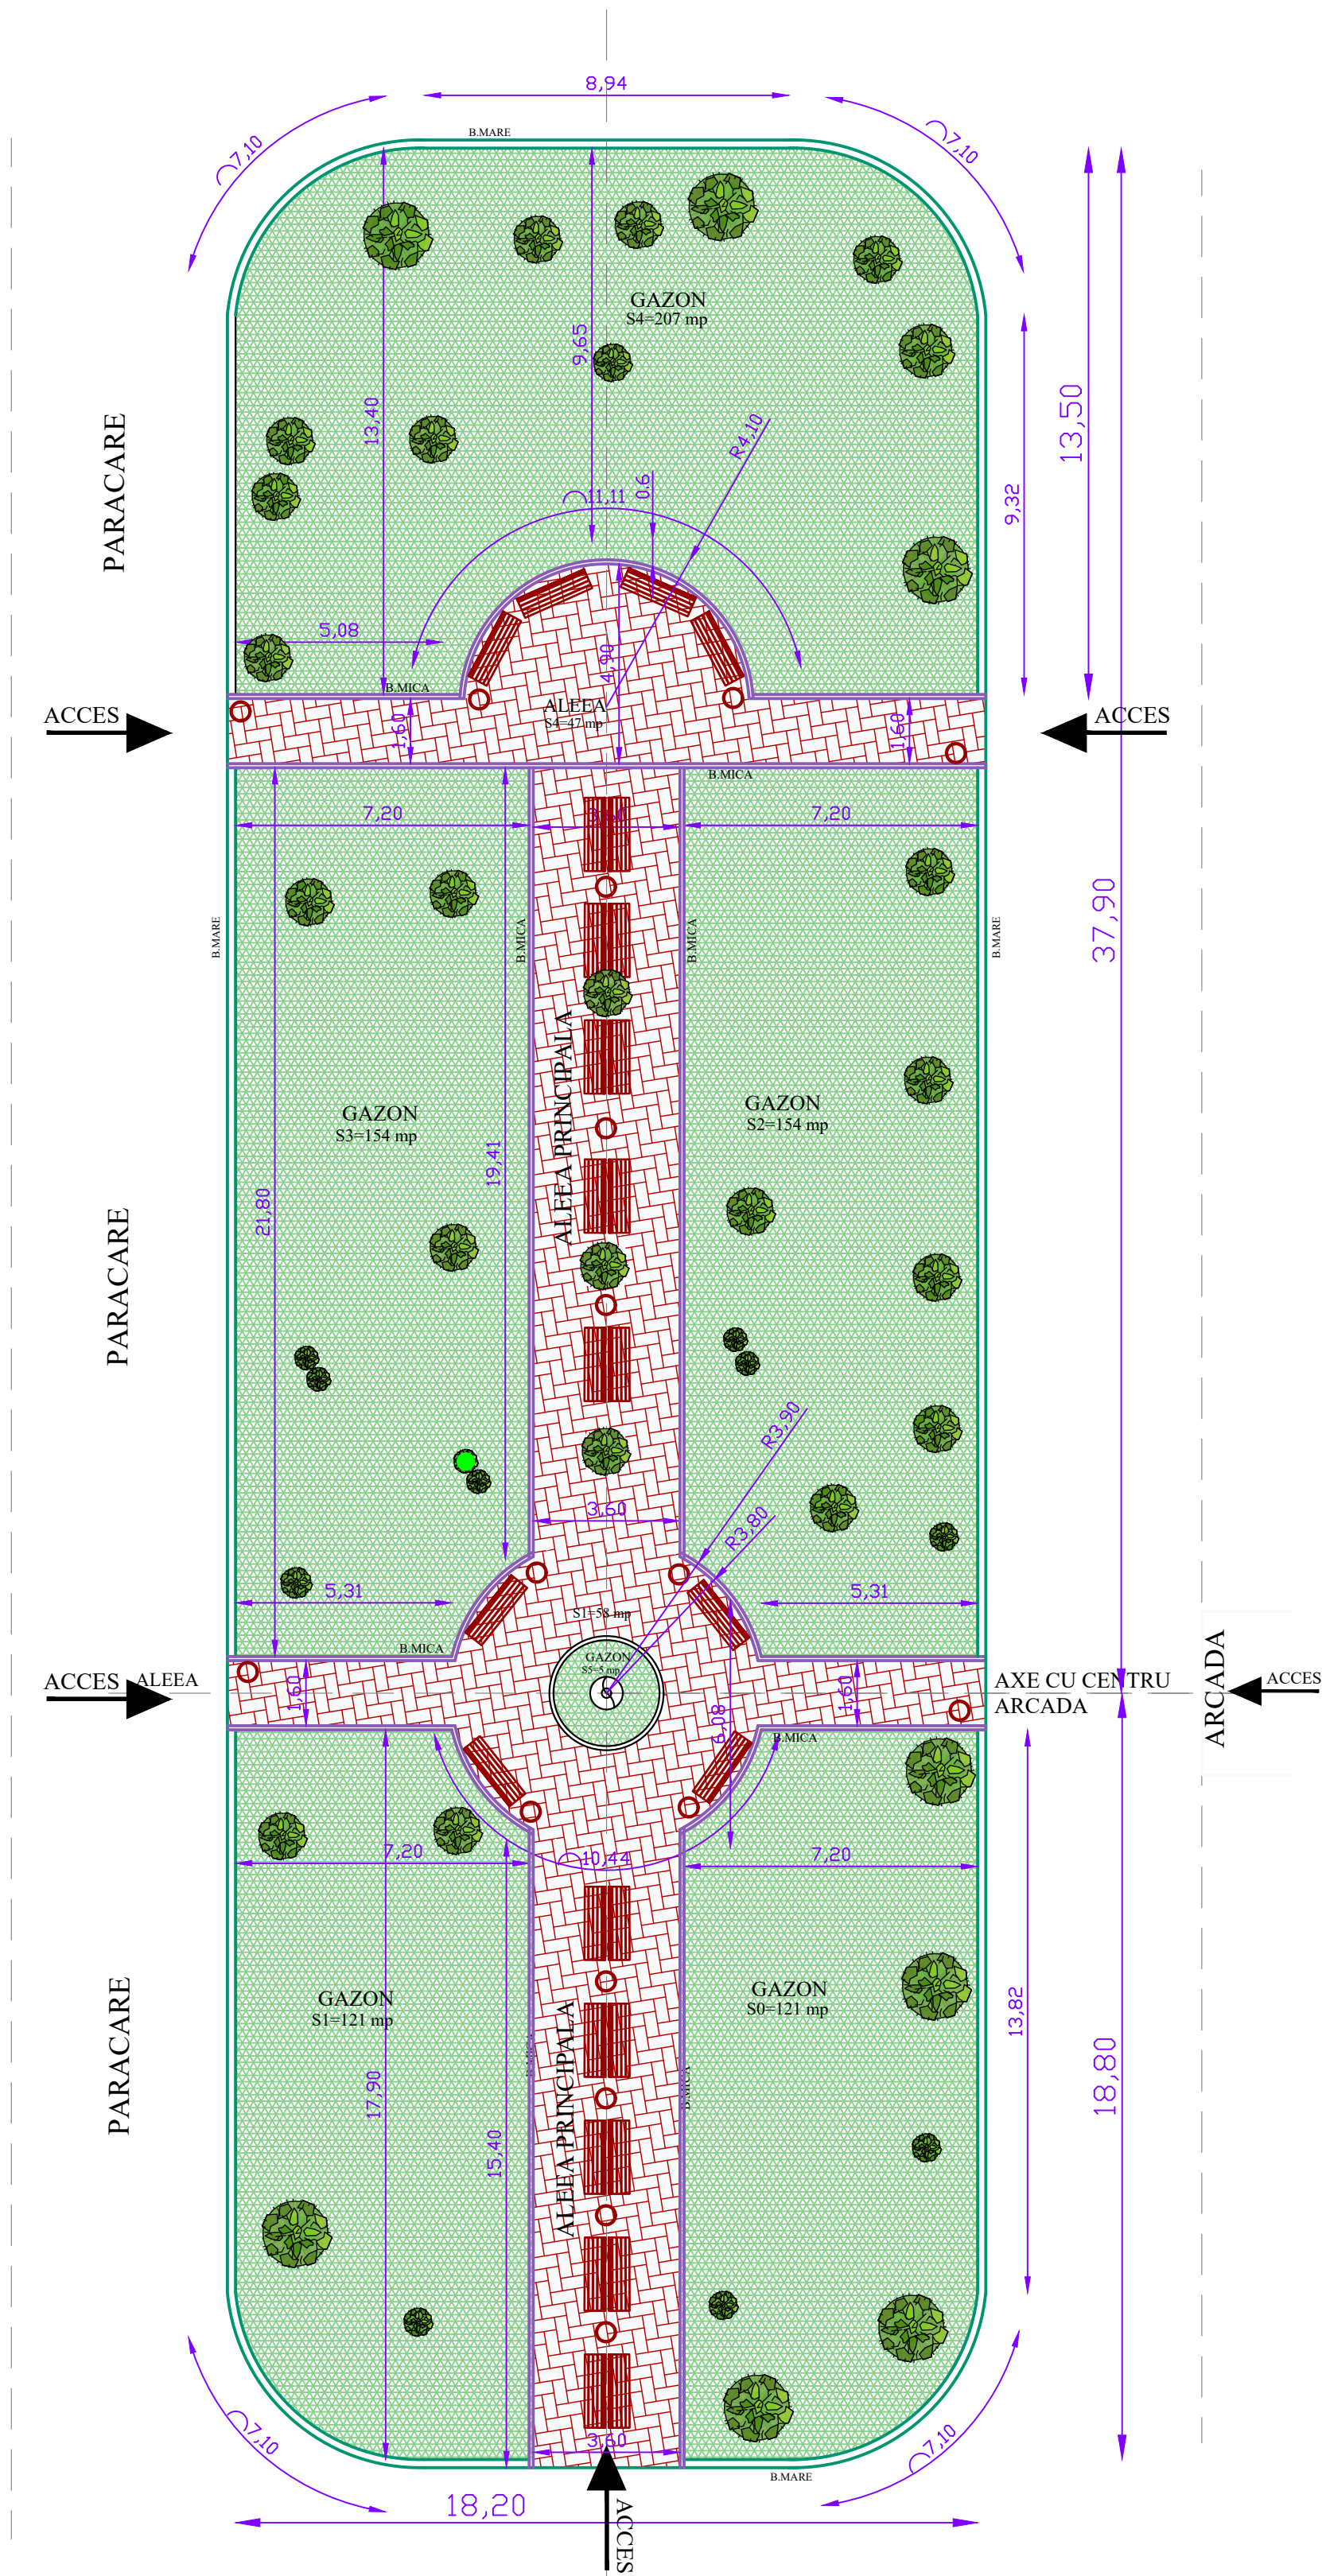 8,94
B.MARE
7,10
7,10
GAZON
S4=207 mp
9,65
13,40
13,50
PARACARE
R4,10
0.6
11,11
9,32
5,08
4,90
B.MICA
ALEEA
S4=47 mp
ACCES
ACCES
1,60
1,60
B.MICA
7,20
3,60
7,20
37,90
B.MARE
B.MICA
B.MICA
B.MARE
ALEEA PRINCIPALA
GAZON
S3=154 mp
GAZON
S2=154 mp
19,41
21,80
PARACARE
R3,90
3,60
R3,80
5,31
5,31
S1=58 mp
B.MICA
GAZON
S5=5 mp
ACCES
ALEEA
1,60
1,60
AXE CU CENTRU
ARCADA
ARCADA
ACCES
6,08
B.MICA
7,20
10,44
7,20
GAZON
S1=121 mp
GAZON
S0=121 mp
PARACARE
13,82
B.MICA
B.MICA
ALEEA PRINCIPALA
17,90
15,40
18,80
7,10
3,60
7,10
B.MARE
18,20
ACCES